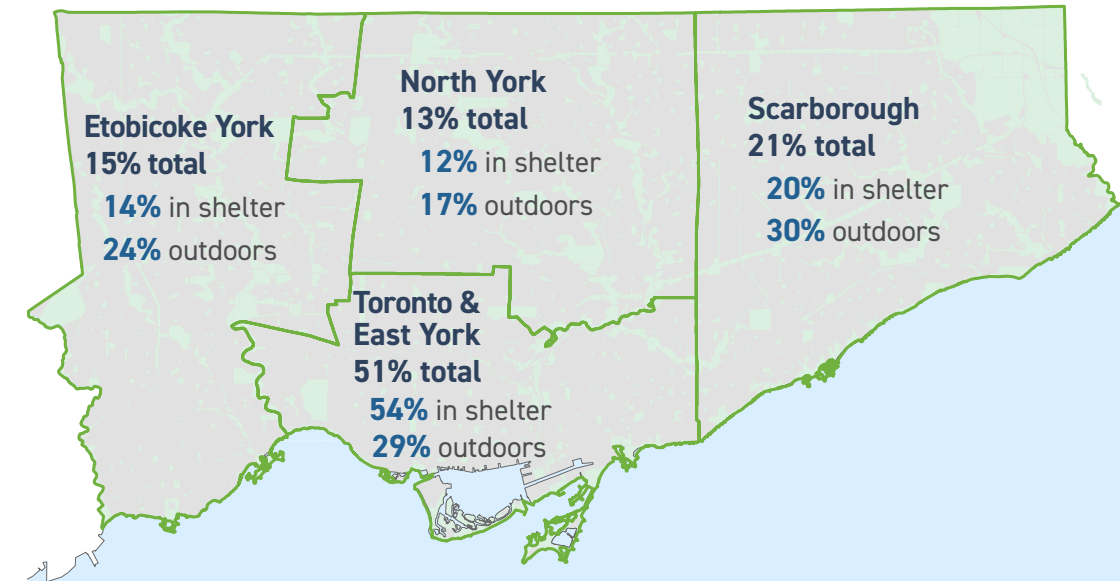 Etobicoke York
15% total
14% in shelter
24% outdoors
North York
13% total
12% in shelter
17% outdoors
Scarborough
21% total
20% in shelter
30% outdoors
Toronto &
East York
51% total
54% in shelter
29% outdoors